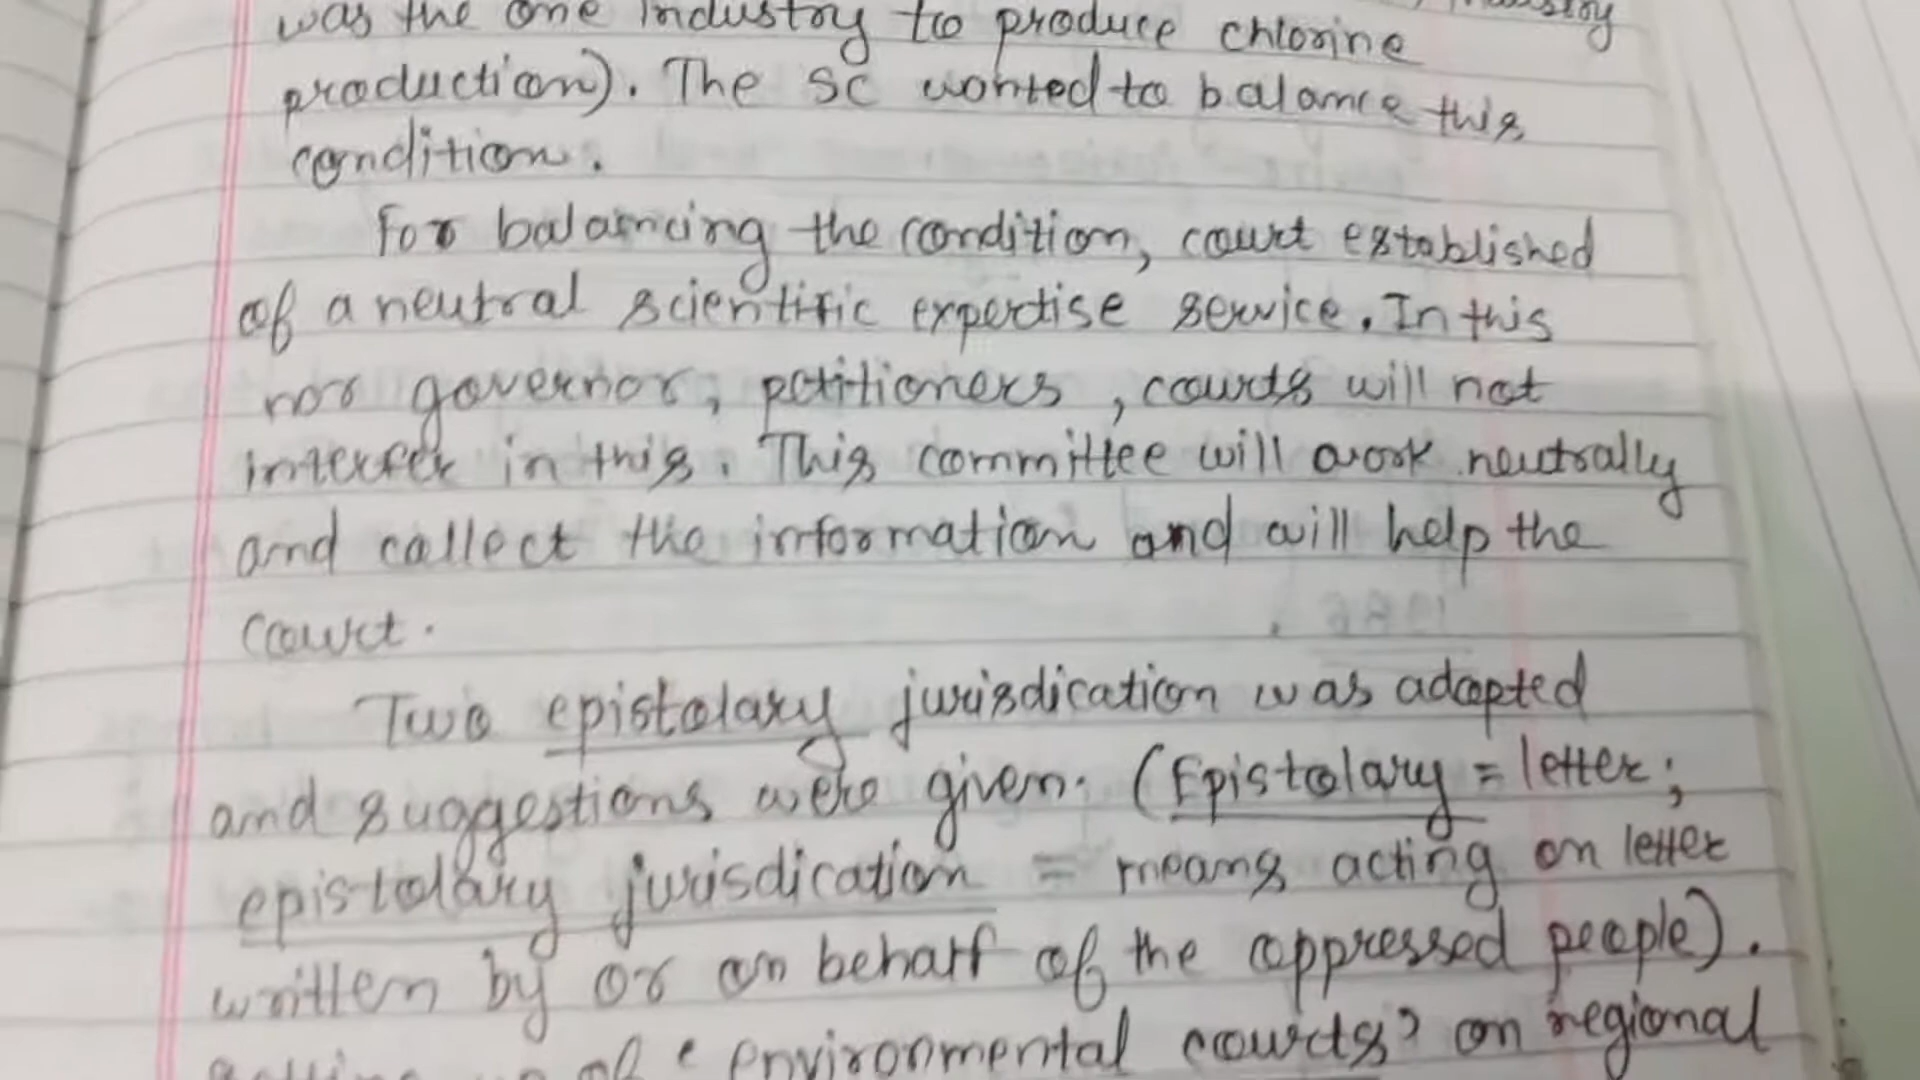 was the one industry to produce chlorine
production). The SC wanted to balance this
condition.
For balancing the condition, court established
of a neutral scientific expertise service. In this
nor governor, petitioners, courts will not
interfer in this. This committee will work neutrally
and collect the information and will help the
court.
Two epistolary jurisdication was adopted
and suggestions were given. (Epistolary = letter;
epistolary jurisdication = means acting on letter
written by or on behalf of the oppressed people).
of 'environmental courts' on regional